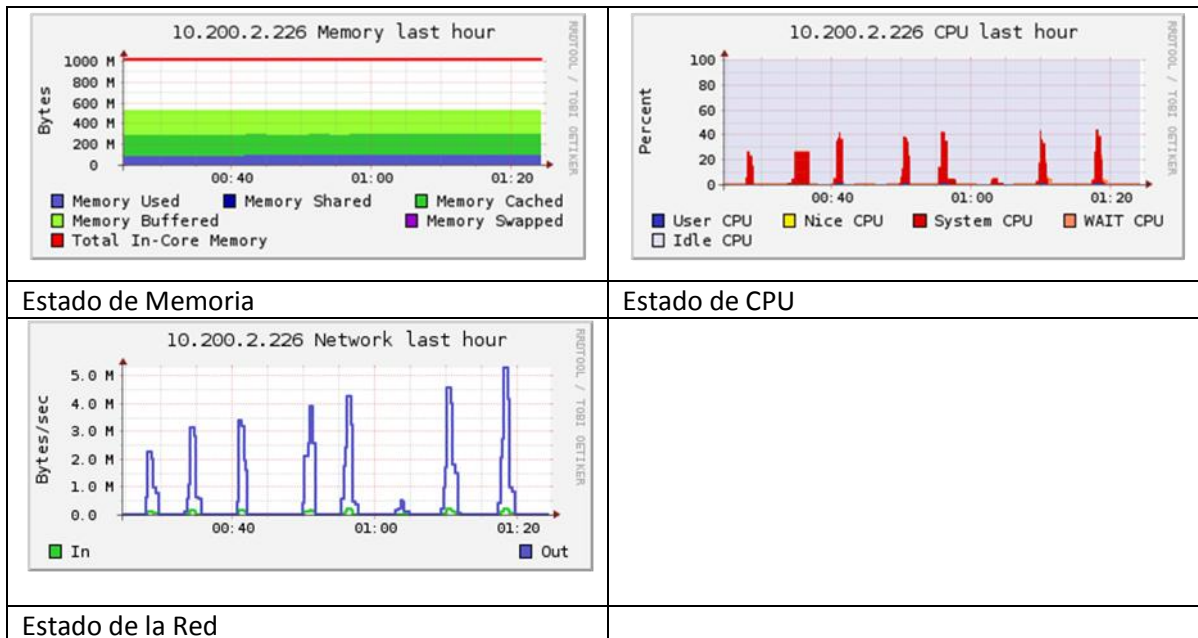 10.200.2.226 Memory last hour
RRDTOOL / TOBI OETIKER
Bytes
1000 M
800 M
600 M
400 M
200 M
0
00:40 01:00 01:20
Memory Used Memory Shared Memory Cached
Memory Buffered Memory Swapped
Total In-Core Memory
10.200.2.226 CPU last hour
RRDTOOL / TOBI OETIKER
Percent
100
80
60
40
20
0
00:40 01:00 01:20
User CPU Nice CPU System CPU WAIT CPU
Idle CPU
Estado de Memoria
Estado de CPU
10.200.2.226 Network last hour
RRDTOOL / TOBI OETIKER
Bytes/sec
5.0 M
4.0 M
3.0 M
2.0 M
1.0 M
0.0
00:40 01:00 01:20
In Out
Estado de la Red